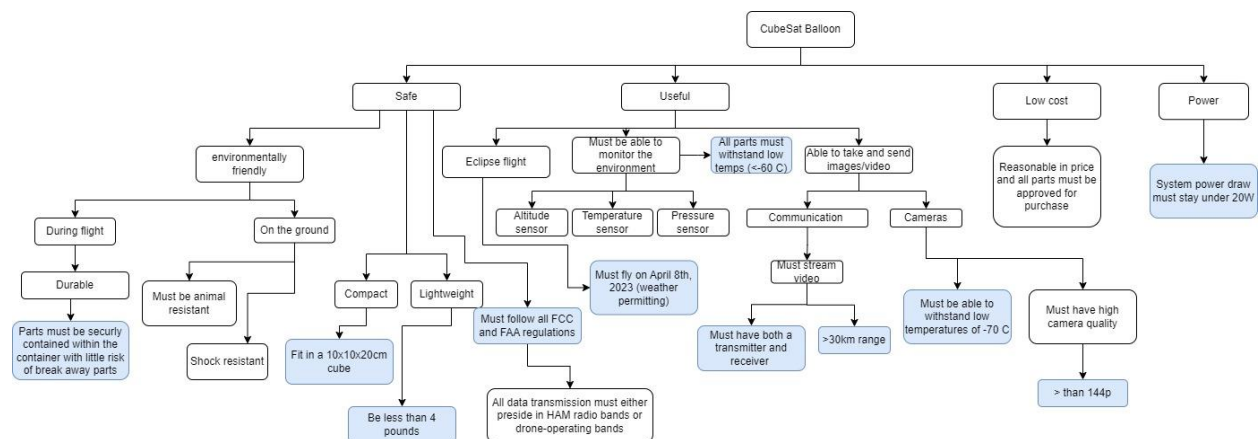 CubeSat Balloon
Safe
Useful
Low cost
Power
environmentally
friendly
Eclipse flight
Must be able to
monitor the
environment
All parts must
withstand low
temps (<-60 C)
Able to take and send
images/video
Reasonable in price
and all parts must be
approved for
purchase
System power draw
must stay under 20W
During flight
On the ground
Altitude
sensor
Temperature
sensor
Pressure
sensor
Communication
Cameras
Durable
Must be animal
resistant
Compact
Lightweight
Must fly on April 8th,
2023 (weather
permitting)
Must stream
video
Must be able to
withstand low
temperatures of -70 C
Must have high
camera quality
Parts must be securly
contained within the
container with little risk
of break away parts
Shock resistant
Fit in a 10x10x20cm
cube
Must follow all FCC
and FAA regulations
Must have both a
transmitter and
receiver
>30km range
Be less than 4
pounds
All data transmission must either
preside in HAM radio bands or
drone-operating bands
> than 144p